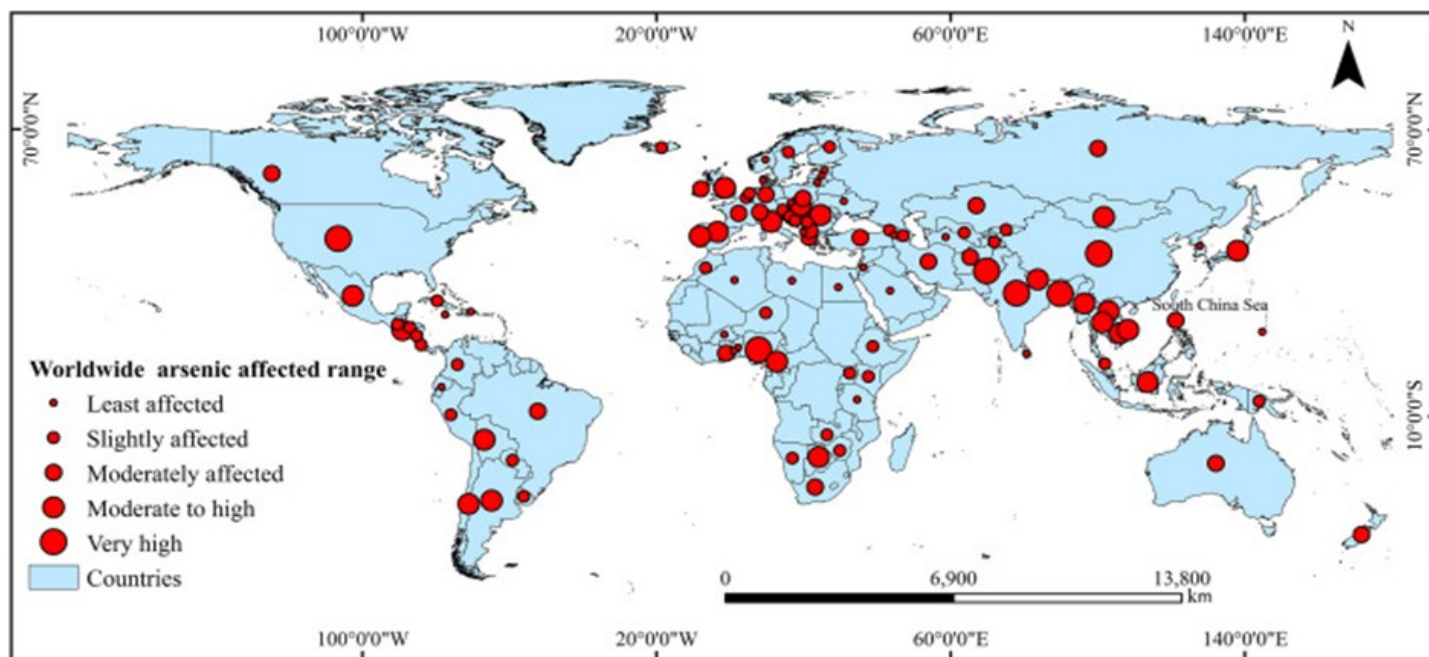 100°0'0"W 20°0'0"W 60°0'0"E 140°0'0"E
N
70°0'0"N 70°0'0"N
South China Sea
Worldwide arsenic affected range
Least affected
Slightly affected
Moderately affected
Moderate to high
Very high
Countries
10°0'0"S
0 6,900 13,800
km
100°0'0"W 20°0'0"W 60°0'0"E 140°0'0"E